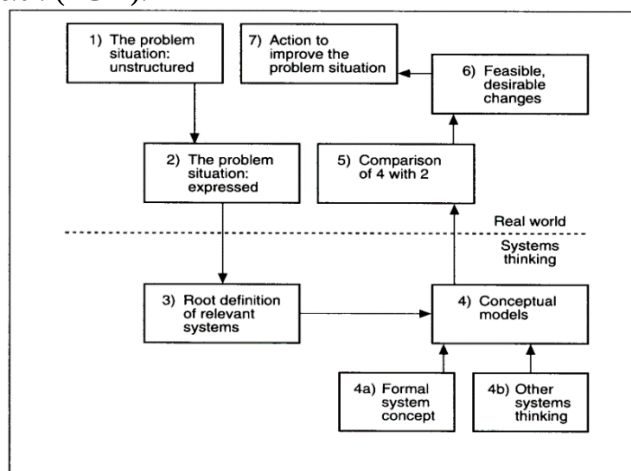 1) The problem
situation:
unstructured
7) Action to
improve the
problem situation
6) Feasible,
desirable
changes
2) The problem
situation:
expressed
5) Comparison
of 4 with 2
Real world
Systems
thinking
3) Root definition
of relevant
systems
4) Conceptual
models
4a) Formal
system
concept
4b) Other
systems
thinking